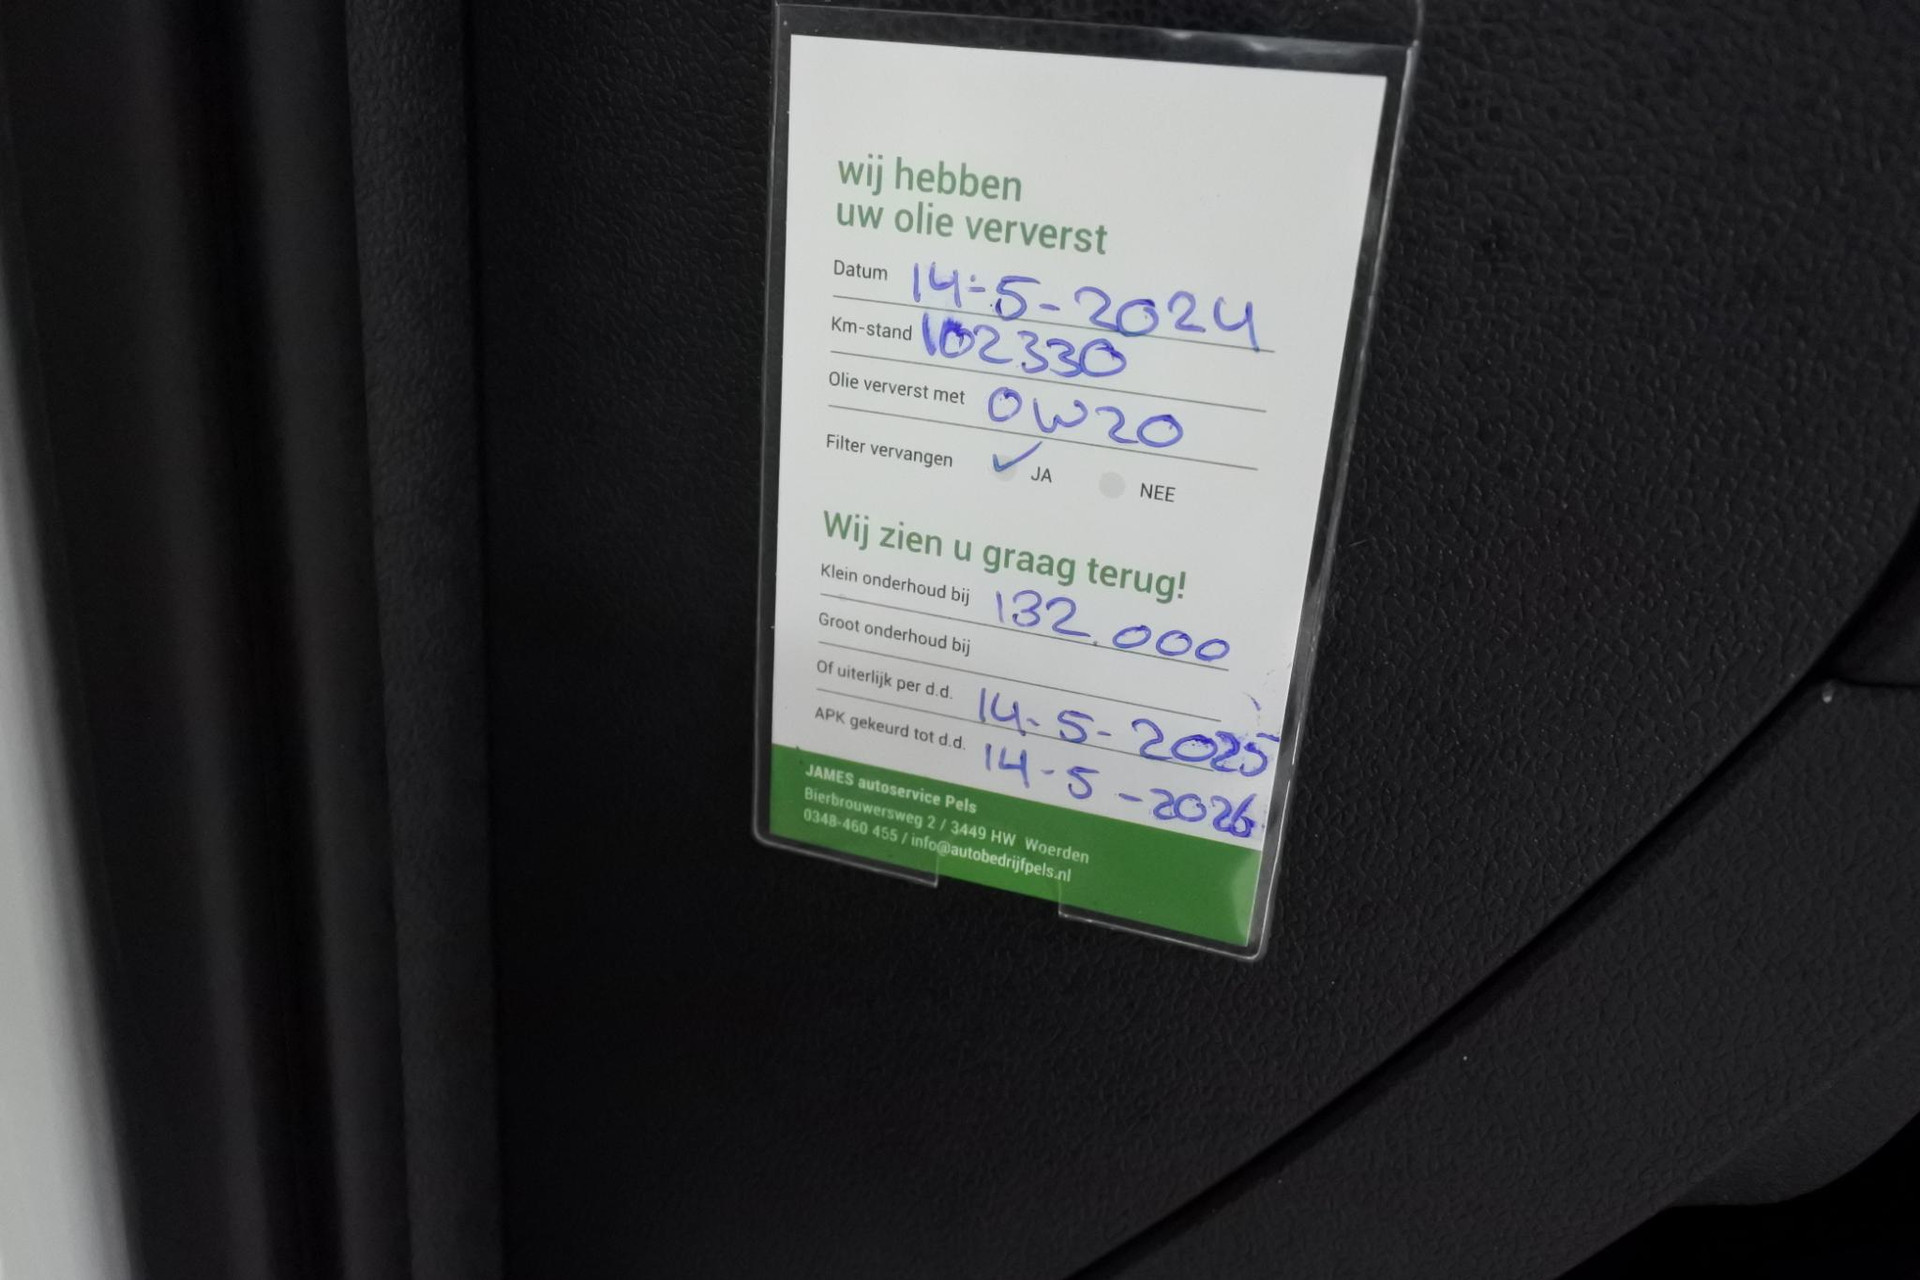 wij hebben
uw olie ververst
Datum 14-5-2024
Km-stand 102330
Olie ververst met 0W20
Filter vervangen ✓ JA NEE
Wij zien u graag terug!
Klein onderhoud bij 132.000
Groot onderhoud bij
Of uiterlijk per d.d. 14-5-2025
APK gekeurd tot d.d. 14-5-2026
JAMES autoservice Pels
Bierbrouwersweg 2 / 3449 HW Woerden
0348-460 455 / info@autobedrijfpels.nl